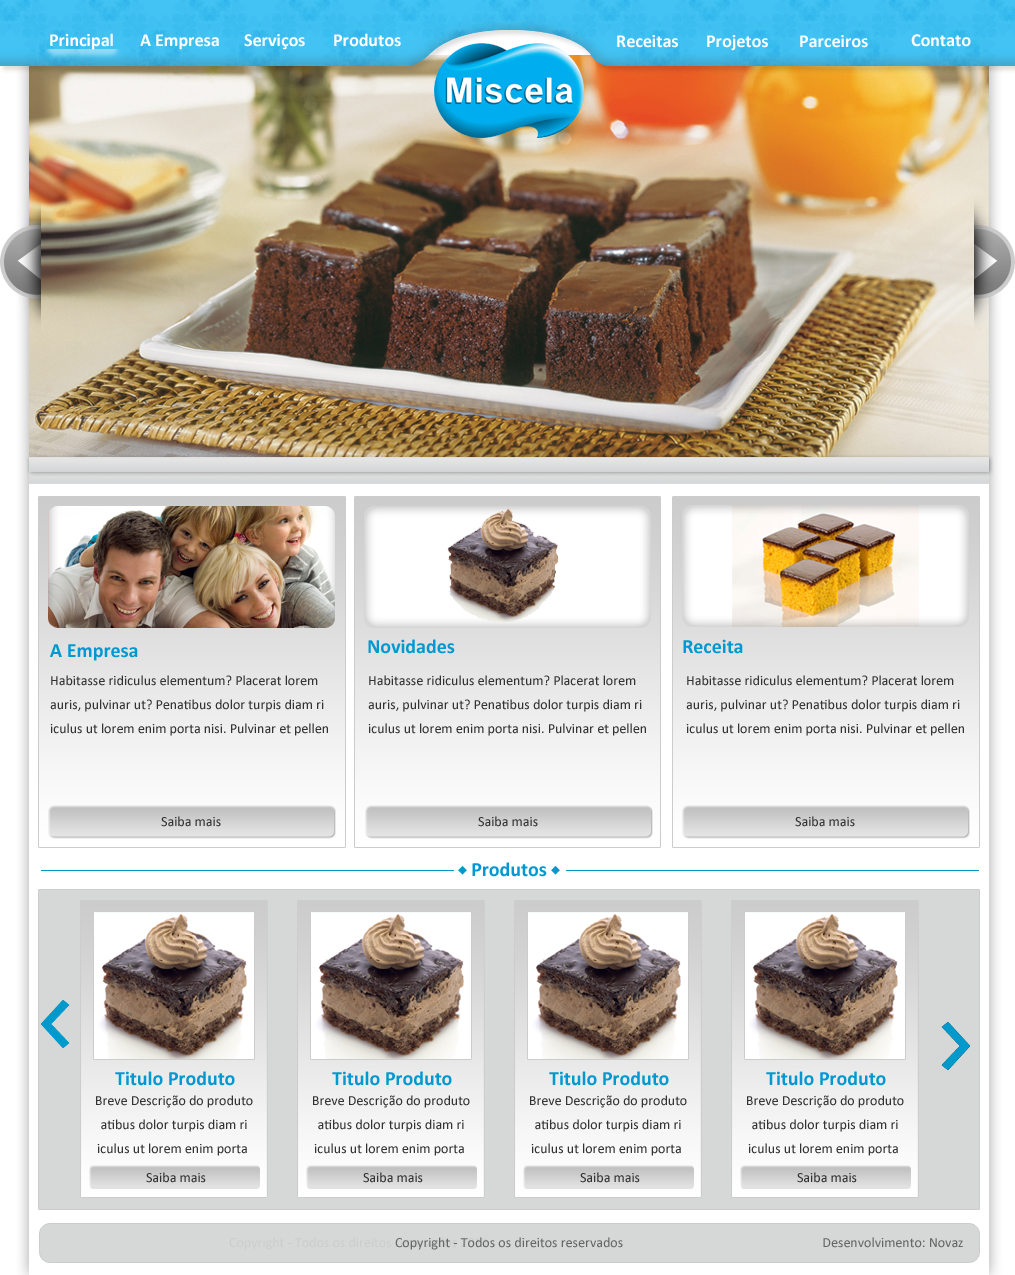 Principal A Empresa Serviços Produtos Miscela Receitas Projetos Parceiros Contato
A Empresa
Habitasse ridiculus elementum? Placerat lorem
auris, pulvinar ut? Penatibus dolor turpis diam ri
iculus ut lorem enim porta nisi. Pulvinar et pellen
Saiba mais
Novidades
Habitasse ridiculus elementum? Placerat lorem
auris, pulvinar ut? Penatibus dolor turpis diam ri
iculus ut lorem enim porta nisi. Pulvinar et pellen
Saiba mais
Receita
Habitasse ridiculus elementum? Placerat lorem
auris, pulvinar ut? Penatibus dolor turpis diam ri
iculus ut lorem enim porta nisi. Pulvinar et pellen
Saiba mais
Produtos
Titulo Produto
Breve Descrição do produto
atibus dolor turpis diam ri
iculus ut lorem enim porta
Saiba mais
Titulo Produto
Breve Descrição do produto
atibus dolor turpis diam ri
iculus ut lorem enim porta
Saiba mais
Titulo Produto
Breve Descrição do produto
atibus dolor turpis diam ri
iculus ut lorem enim porta
Saiba mais
Titulo Produto
Breve Descrição do produto
atibus dolor turpis diam ri
iculus ut lorem enim porta
Saiba mais
Copyright - Todos os direitos Copyright - Todos os direitos reservados Desenvolvimento: Novaz